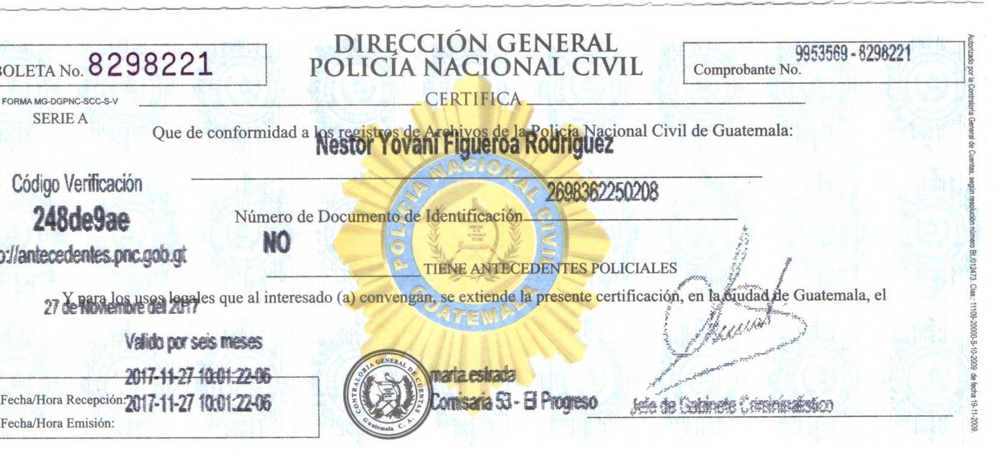 DIRECCIÓN GENERAL
POLICÍA NACIONAL CIVIL
BOLETA No. 8298221
9953569 - 8298221
Comprobante No.
FORMA MG-DGPNC-SCC-S-V
SERIE A
CERTIFICA
Que de conformidad a los registros de Archivos de la Policía Nacional Civil de Guatemala:
Nestor Yovani Figueroa Rodriguez
Código Verificación
248de9ae
2698362250208
Número de Documento de Identificación
p://antecedentes.pnc.gob.gt
NO
TIENE ANTECEDENTES POLICIALES
Y para los usos legales que al interesado (a) convengan, se extiende la presente certificación, en la ciudad de Guatemala, el
27 de Noviembre del 2017
Valido por seis meses
2017-11-27 10:01:22-06
Fecha/Hora Recepción: 2017-11-27 10:01:22-06
Fecha/Hora Emisión:
maria.estrada
Comisaria 53 - El Progreso
Jefe de Gabinete Criminalistico
POLICIA NACIONAL CIVIL
GUATEMALA
CONTRALORIA GENERAL DE CUENTAS
Guatemala C. A.
Autorizado por la Contraloría General de Cuentas, según resolución número Bl./012473. Clas.: 11109-20000-S-10-2009 de fecha 19-11-2009.